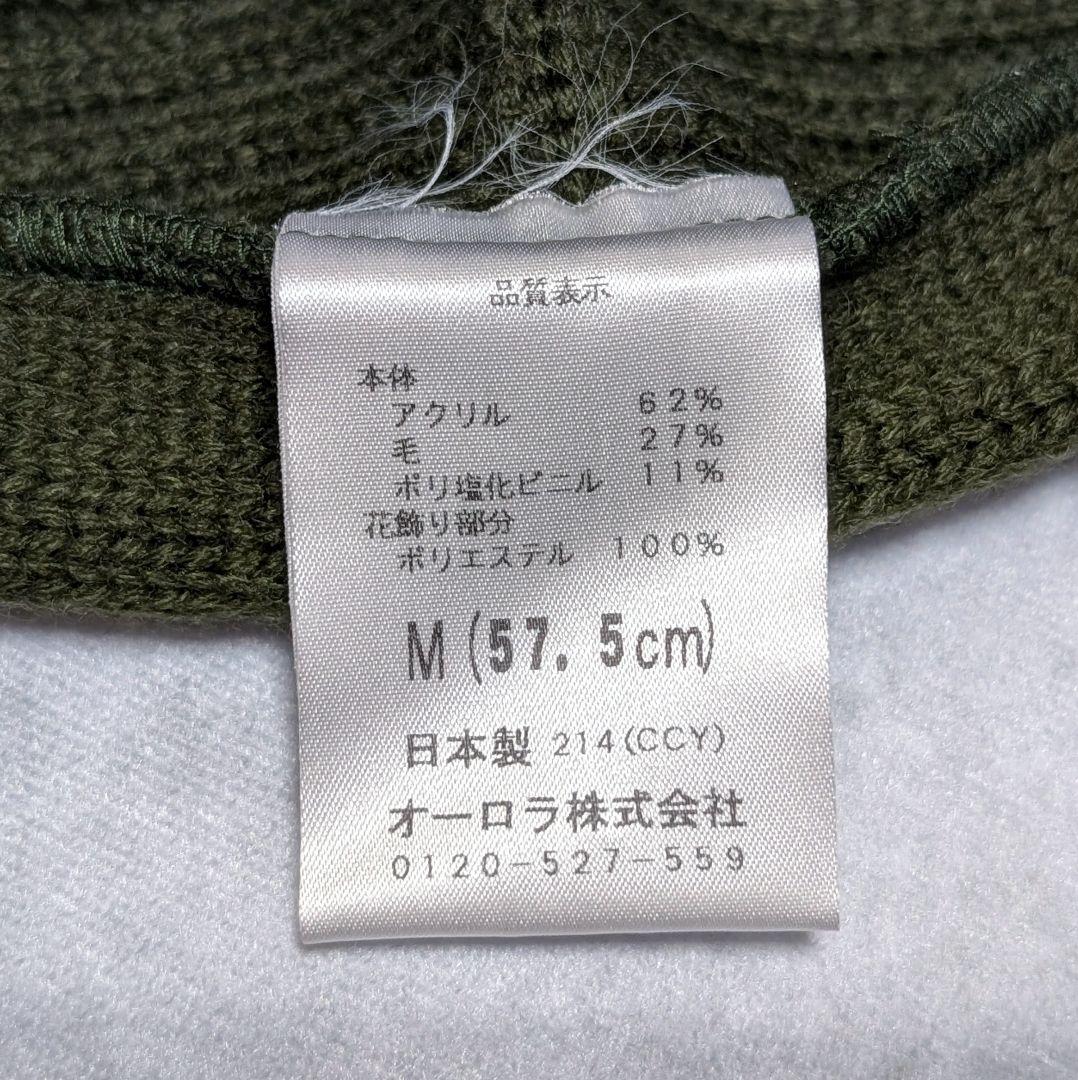 品質表示
本体
アクリル 62%
毛 27%
ポリ塩化ビニル 11%
花飾り部分
ポリエステル 100%
M(57.5cm)
日本製 214(CCY)
オーロラ株式会社
0120-527-559